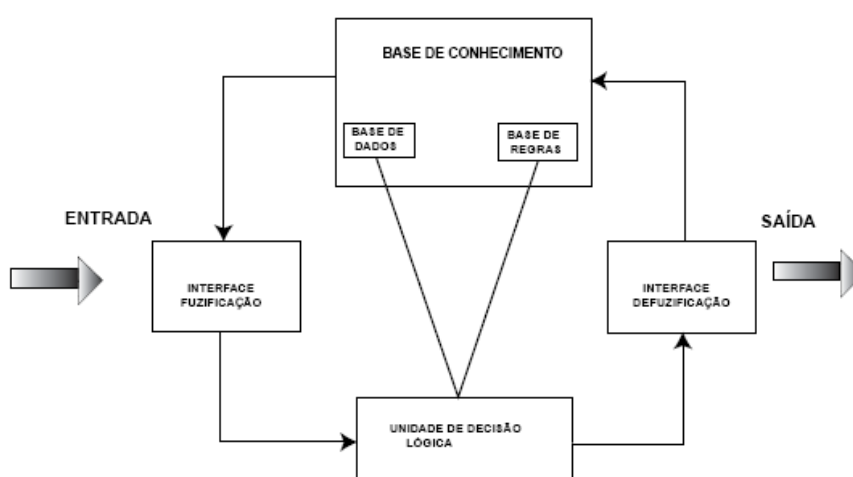 BASE DE CONHECIMENTO
BASE DE
DADOS
BASE DE
REGRAS
ENTRADA
SAÍDA
INTERFACE
FUZIFICAÇÃO
INTERFACE
DEFUZIFICAÇÃO
UNIDADE DE DECISÃO
LÓGICA